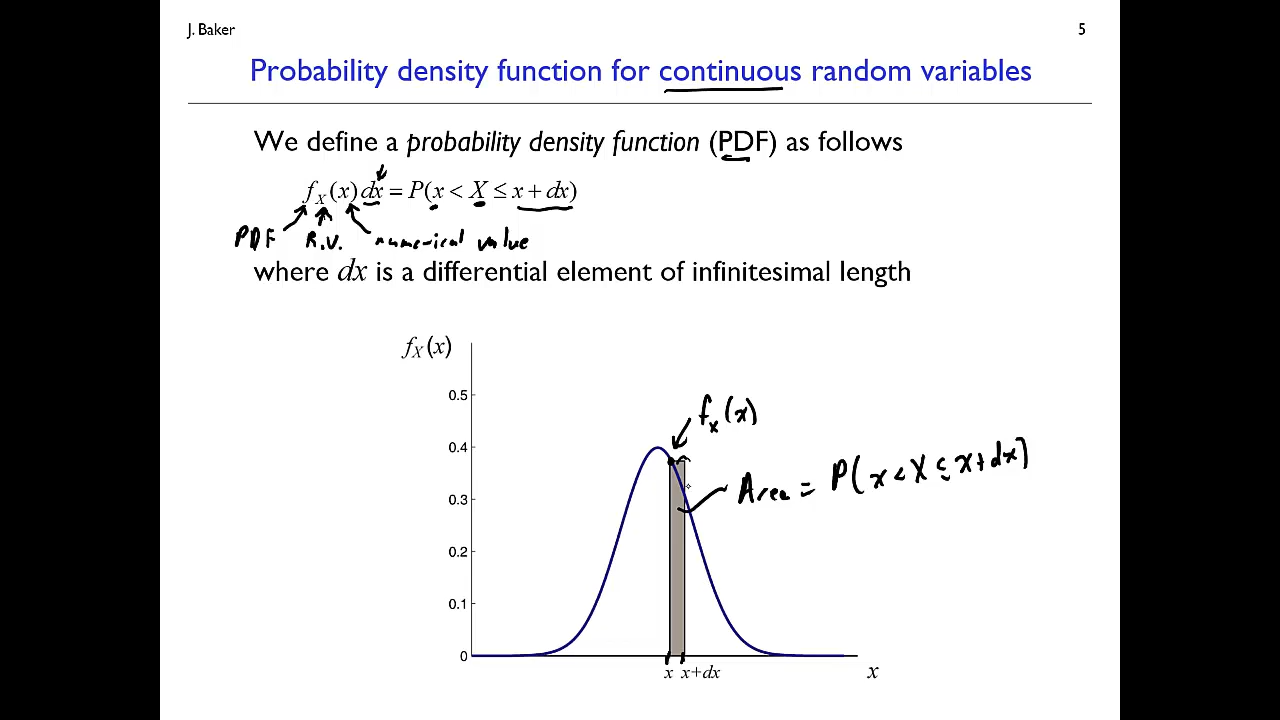 J. Baker 5
Probability density function for continuous random variables
We define a probability density function (PDF) as follows
f_X(x)dx = P(x < X ≤ x + dx)
PDF R.V. numerical value
where dx is a differential element of infinitesimal length
f_X(x)
0.5
f_x(x)
0.4
Area = P(x < X ≤ x+dx)
0.3
0.2
0.1
0
x x+dx x